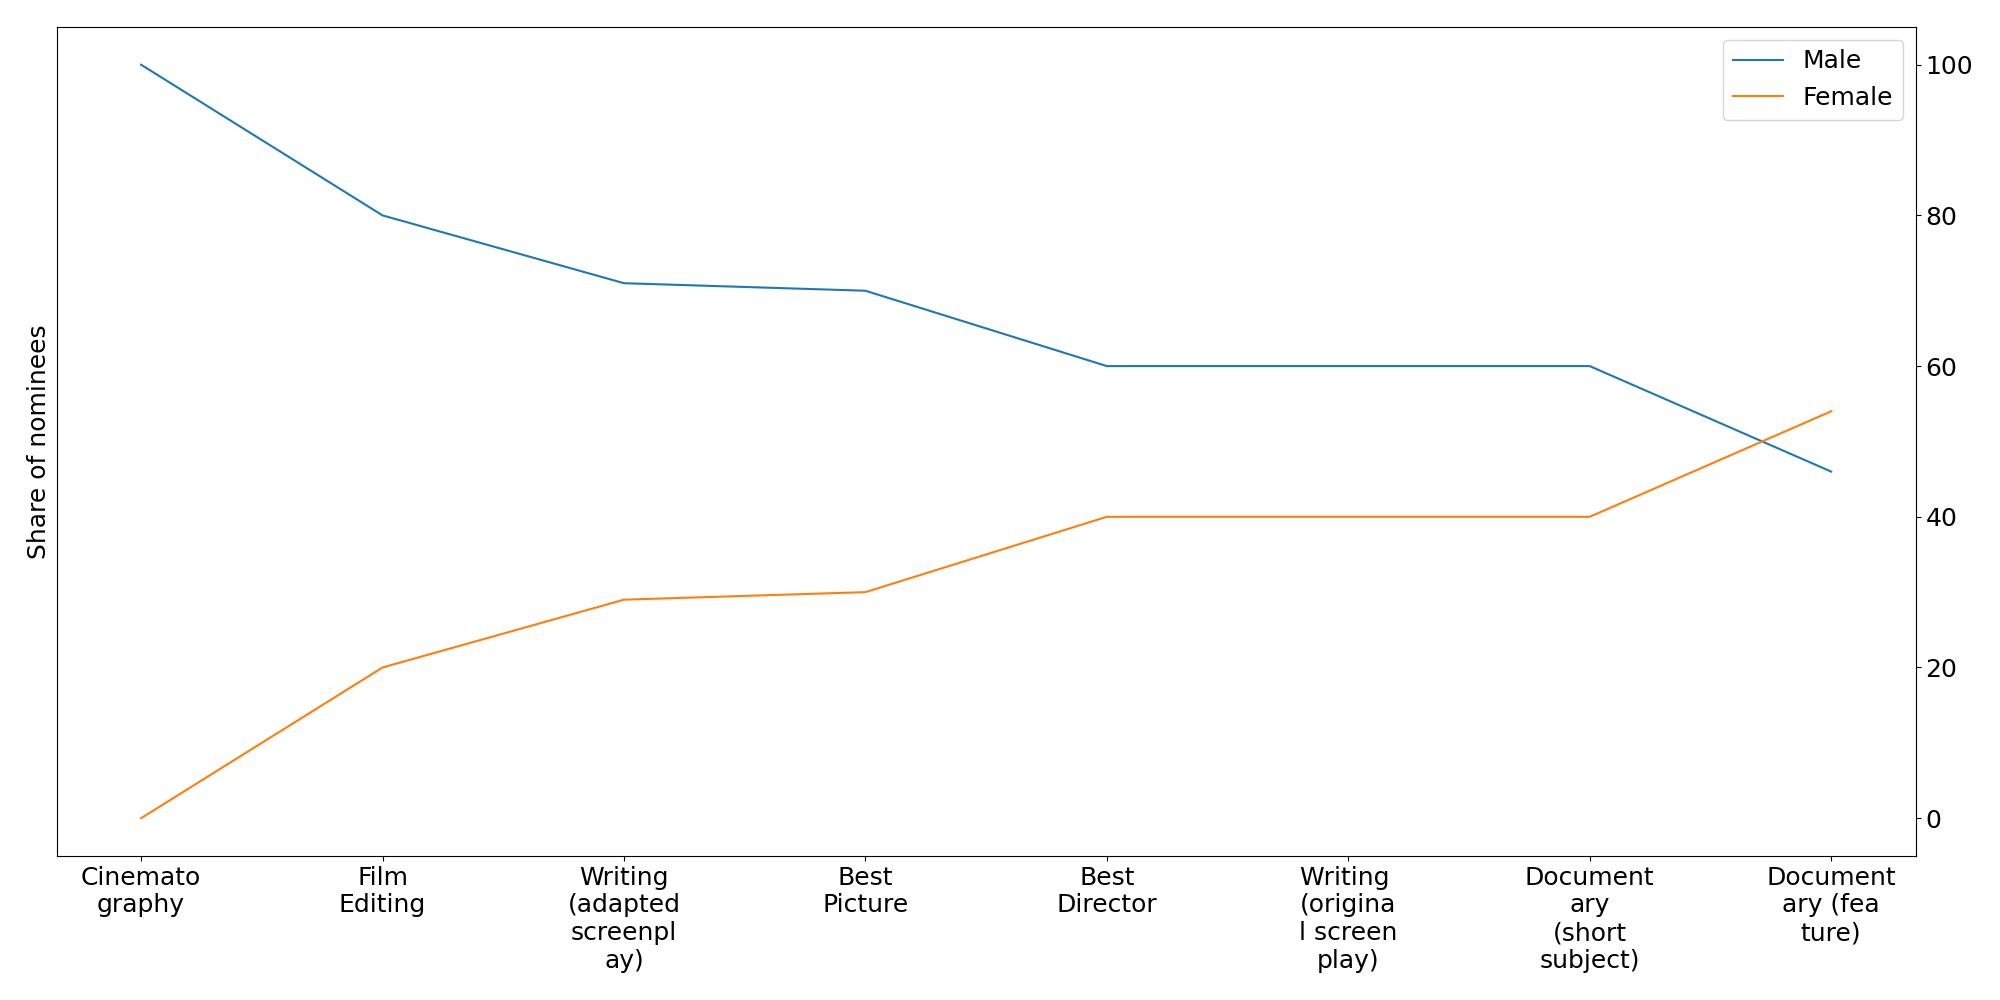 Male
Female
Share of nominees
100
80
60
40
20
0
Cinemato
graphy
Film
Editing
Writing
(adapted
screenpl
ay)
Best
Picture
Best
Director
Writing
(origina
l screen
play)
Document
ary
(short
subject)
Document
ary (fea
ture)